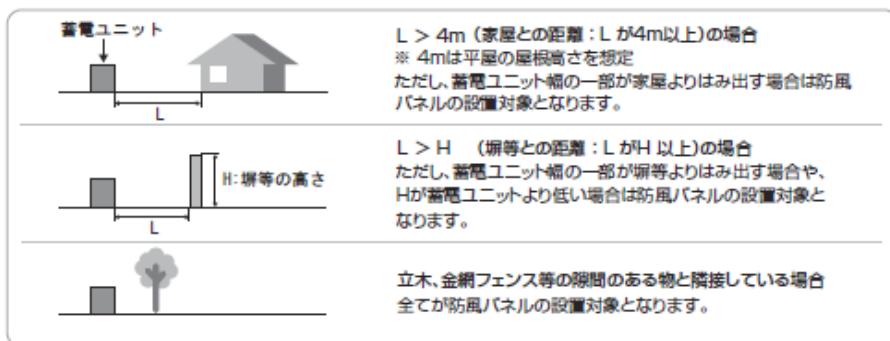 蓄電ユニット
L
L > 4m (家屋との距離：L が4m以上)の場合
※ 4mは平屋の屋根高さを想定
ただし、蓄電ユニット幅の一部が家屋よりはみ出す場合は防風
パネルの設置対象となります。
H:塀等の高さ
L
L > H (塀等との距離：L がH 以上)の場合
ただし、蓄電ユニット幅の一部が塀等よりはみ出す場合や、
Hが蓄電ユニットより低い場合は防風パネルの設置対象と
なります。
立木、金網フェンス等の隙間のある物と隣接している場合
全てが防風パネルの設置対象となります。